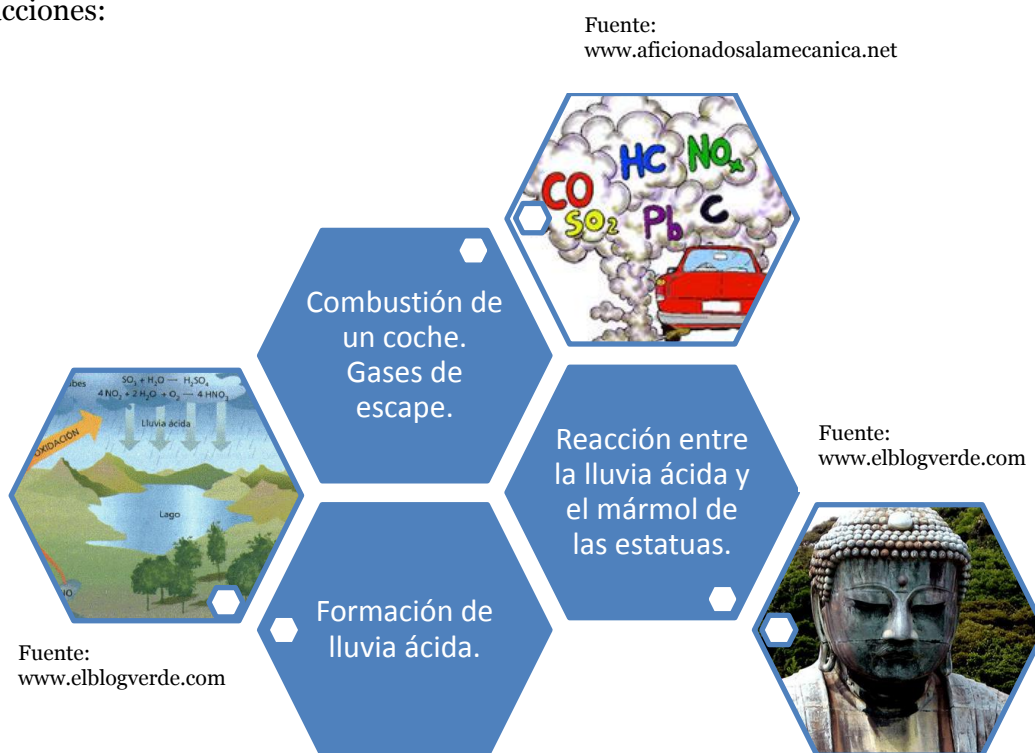 acciones:
Fuente:
www.aficionadosalamecanica.net
CO
HC
NOx
SO2
Pb
C
Combustión de
un coche.
Gases de
escape.
SO3 + H2O → H2SO4
4 NO2 + 2 H2O + O2 → 4 HNO3
Lluvia ácida
OXIDACIÓN
Lago
Reacción entre
la lluvia ácida y
el mármol de
las estatuas.
Fuente:
www.elblogverde.com
Formación de
lluvia ácida.
Fuente:
www.elblogverde.com